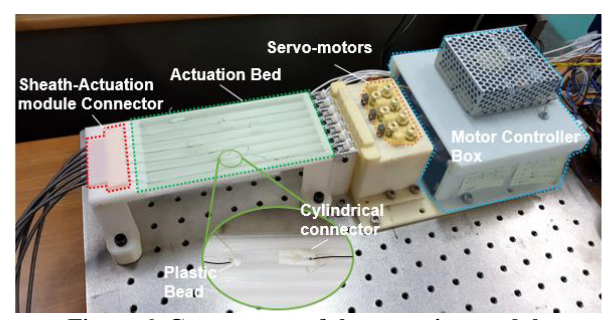 Servo-motors
Actuation Bed
Sheath-Actuation
module Connector
Motor Controller
Box
Cylindrical
connector
Plastic
Bead